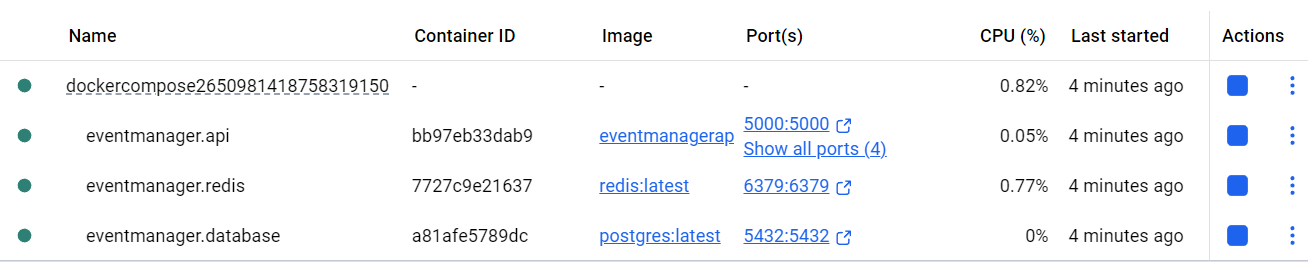 Name Container ID Image Port(s) CPU (%) Last started Actions
dockercompose2650981418758319150 - - - 0.82% 4 minutes ago
eventmanager.api bb97eb33dab9 eventmanagerap 5000:5000 0.05% 4 minutes ago
Show all ports (4)
eventmanager.redis 7727c9e21637 redis:latest 6379:6379 0.77% 4 minutes ago
eventmanager.database a81afe5789dc postgres:latest 5432:5432 0% 4 minutes ago